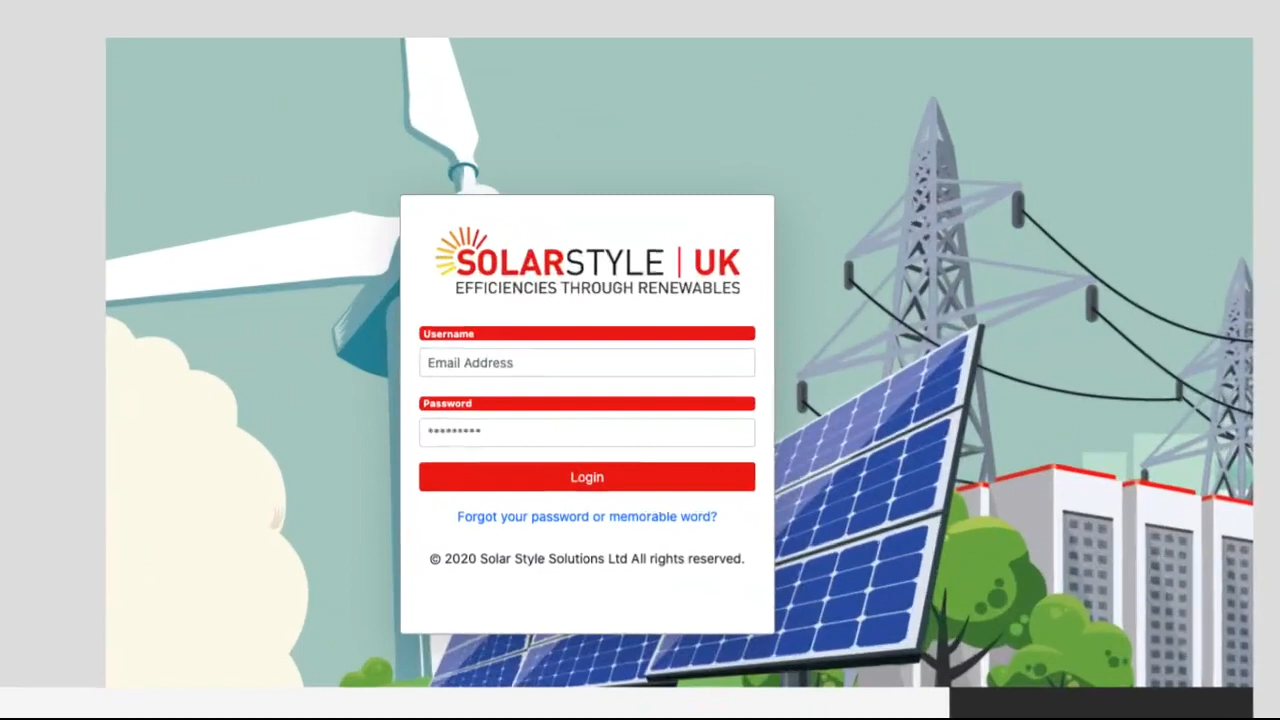 SOLARSTYLE | UK
EFFICIENCIES THROUGH RENEWABLES
Username
Email Address
Password
*********
Login
Forgot your password or memorable word?
© 2020 Solar Style Solutions Ltd All rights reserved.